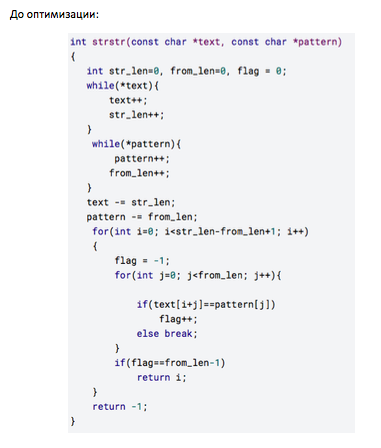 До оптимизации:
int strstr(const char *text, const char *pattern)
{
int str_len=0, from_len=0, flag = 0;
while(*text){
text++;
str_len++;
}
while(*pattern){
pattern++;
from_len++;
}
text -= str_len;
pattern -= from_len;
for(int i=0; i<str_len-from_len+1; i++)
{
flag = -1;
for(int j=0; j<from_len; j++){
if(text[i+j]==pattern[j])
flag++;
else break;
}
if(flag==from_len-1)
return i;
}
return -1;
}